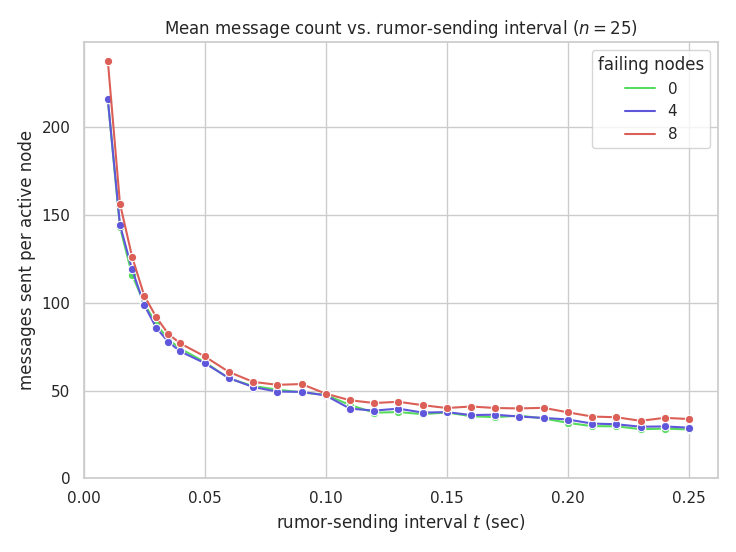 Mean message count vs. rumor-sending interval (n = 25)
failing nodes
0
4
8
messages sent per active node
200
150
100
50
0
0.00 0.05 0.10 0.15 0.20 0.25
rumor-sending interval t (sec)